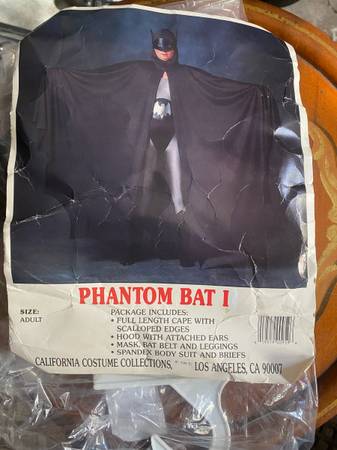 PHANTOM BAT I
SIZE:
ADULT
PACKAGE INCLUDES:
• FULL LENGTH CAPE WITH
SCALLOPED EDGES
• HOOD WITH ATTACHED EARS
• MASK, BAT BELT AND LEGGINGS
• SPANDEX BODY SUIT AND BRIEFS
CALIFORNIA COSTUME COLLECTIONS, LOS ANGELES, CA 90007